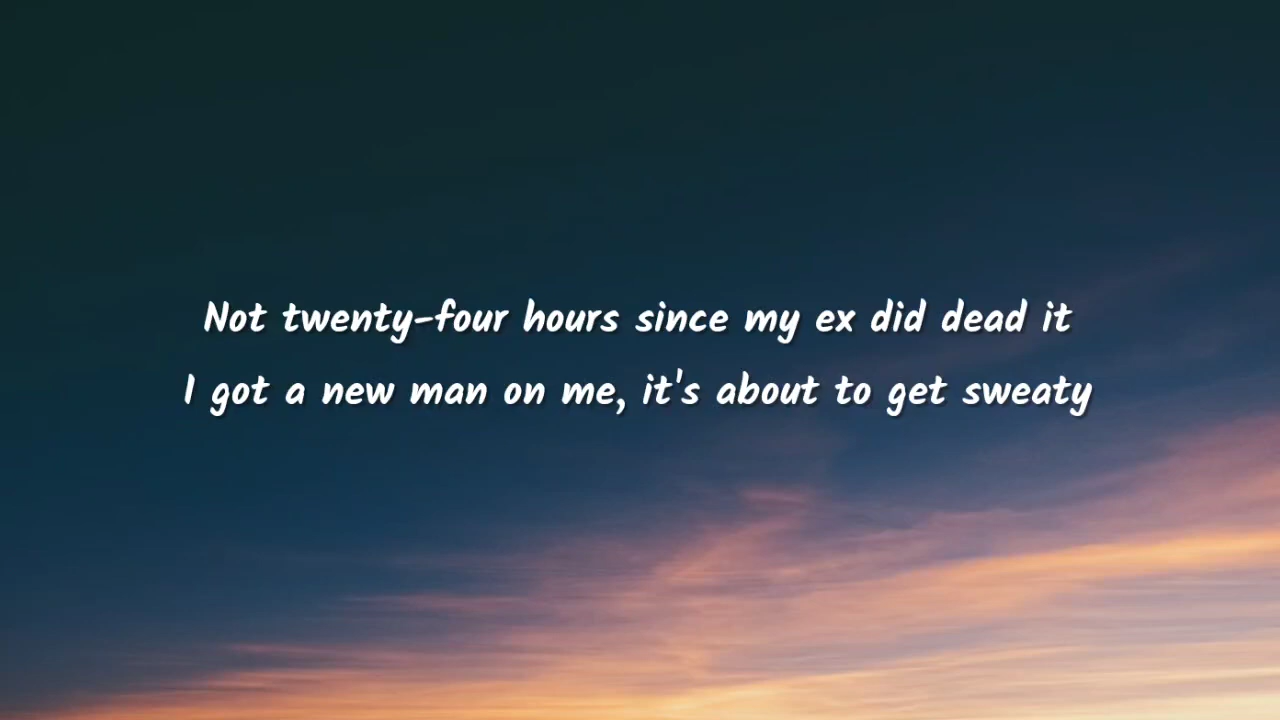 Not twenty-four hours since my ex did dead it
I got a new man on me, it's about to get sweaty